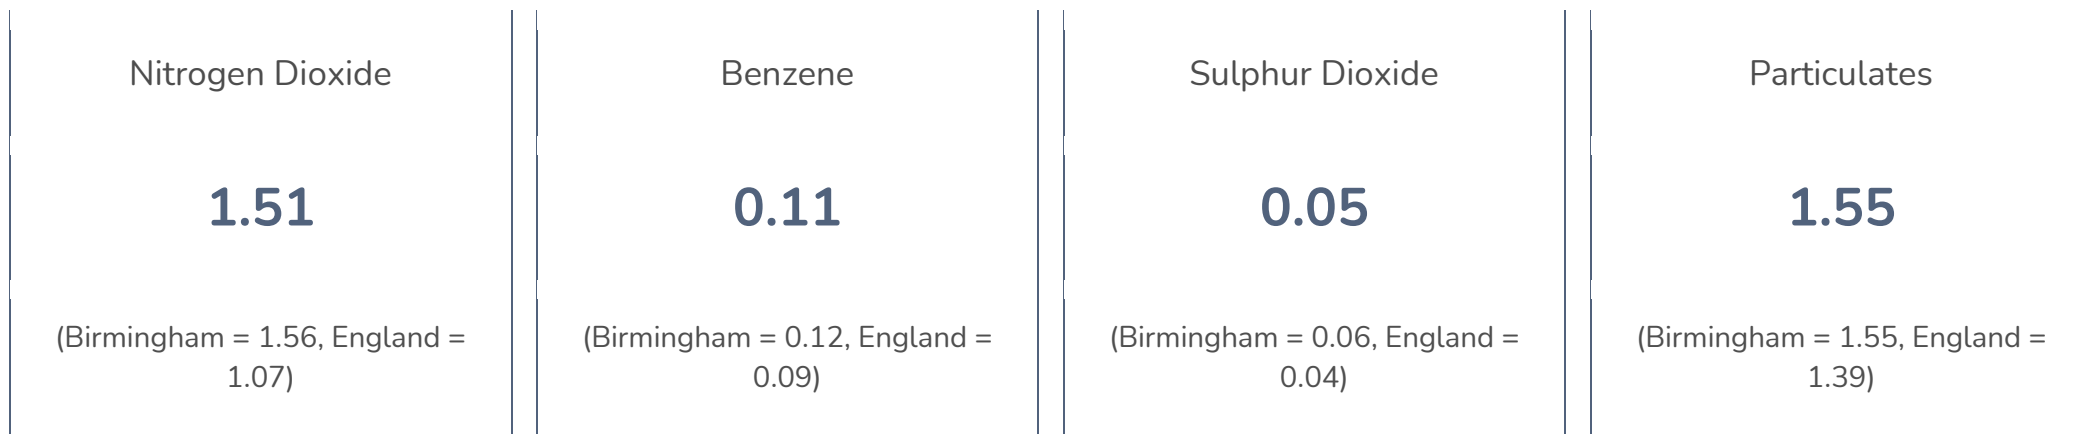 Nitrogen Dioxide
1.51
(Birmingham = 1.56, England =
1.07)
Benzene
0.11
(Birmingham = 0.12, England =
0.09)
Sulphur Dioxide
0.05
(Birmingham = 0.06, England =
0.04)
Particulates
1.55
(Birmingham = 1.55, England =
1.39)